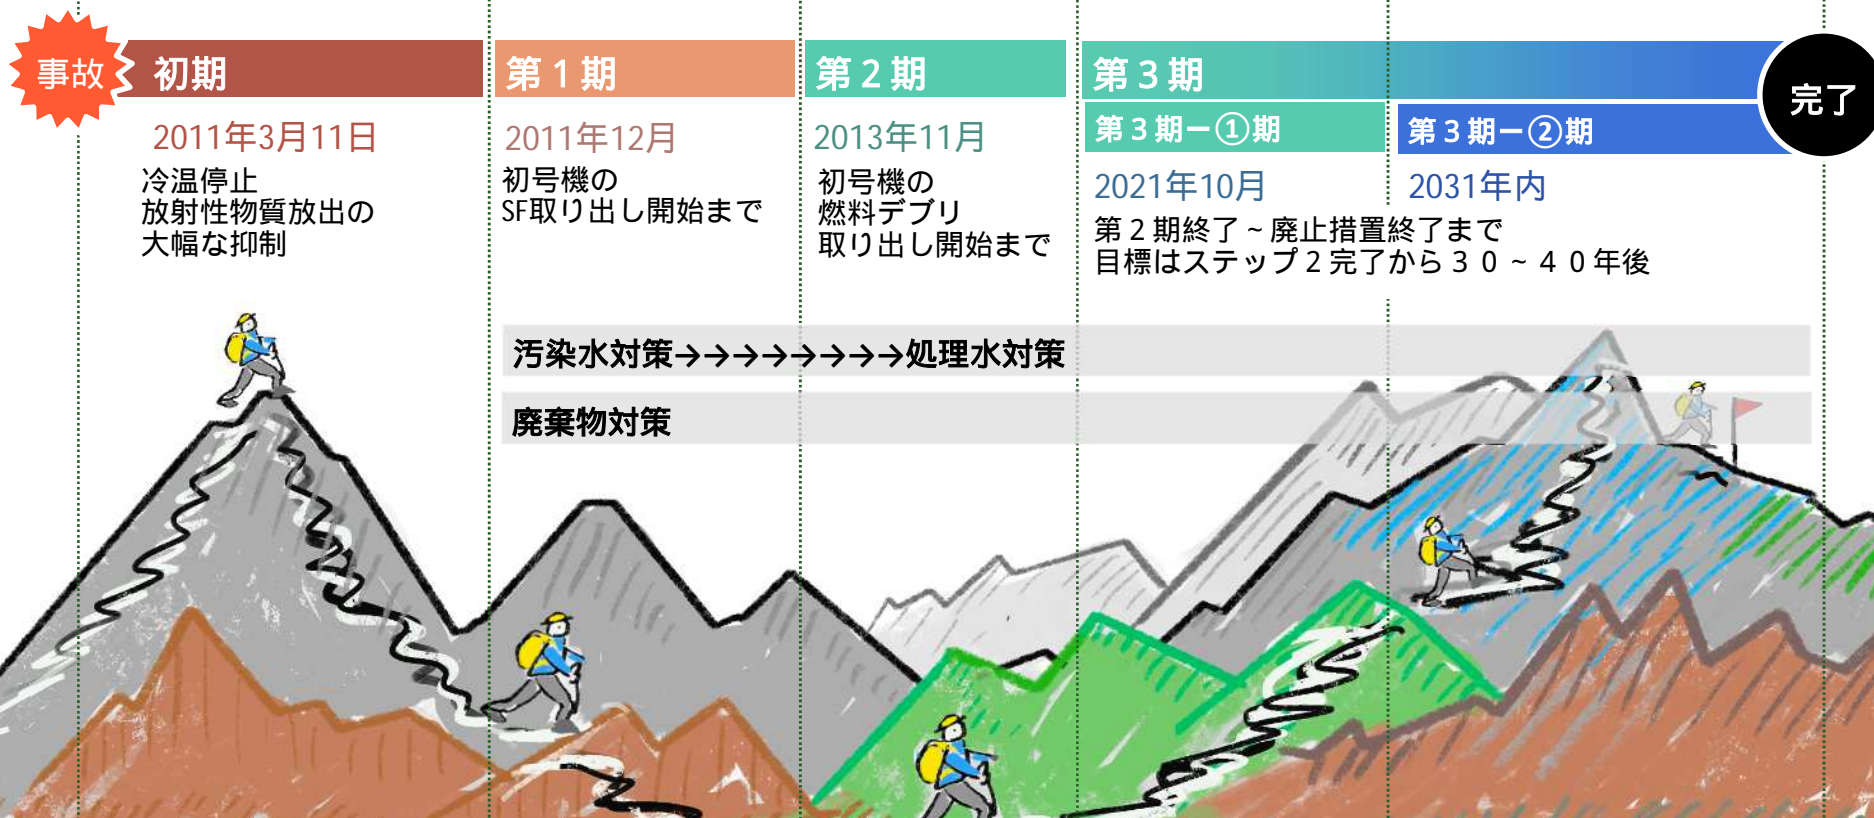 事故
初期
2011年3月11日
冷温停止
放射性物質放出の
大幅な抑制
第1期
2011年12月
初号機の
SF取り出し開始まで
第2期
2013年11月
初号機の
燃料デブリ
取り出し開始まで
第3期
第3期ー①期
2021年10月
第3期ー②期
2031年内
第2期終了~廃止措置終了まで
目標はステップ2完了から30~40年後
完了
汚染水対策→→→→→→→→処理水対策
廃棄物対策